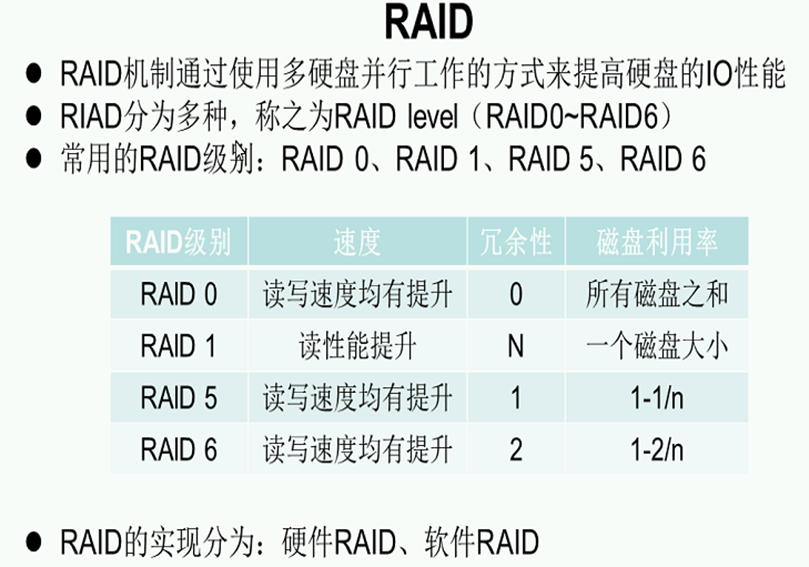 RAID
● RAID机制通过使用多硬盘并行工作的方式来提高硬盘的IO性能
● RIAD分为多种，称之为RAID level（RAID0~RAID6）
● 常用的RAID级别：RAID 0、RAID 1、RAID 5、RAID 6
RAID级别 速度 冗余性 磁盘利用率
RAID 0 读写速度均有提升 0 所有磁盘之和
RAID 1 读性能提升 N 一个磁盘大小
RAID 5 读写速度均有提升 1 1-1/n
RAID 6 读写速度均有提升 2 1-2/n
● RAID的实现分为：硬件RAID、软件RAID